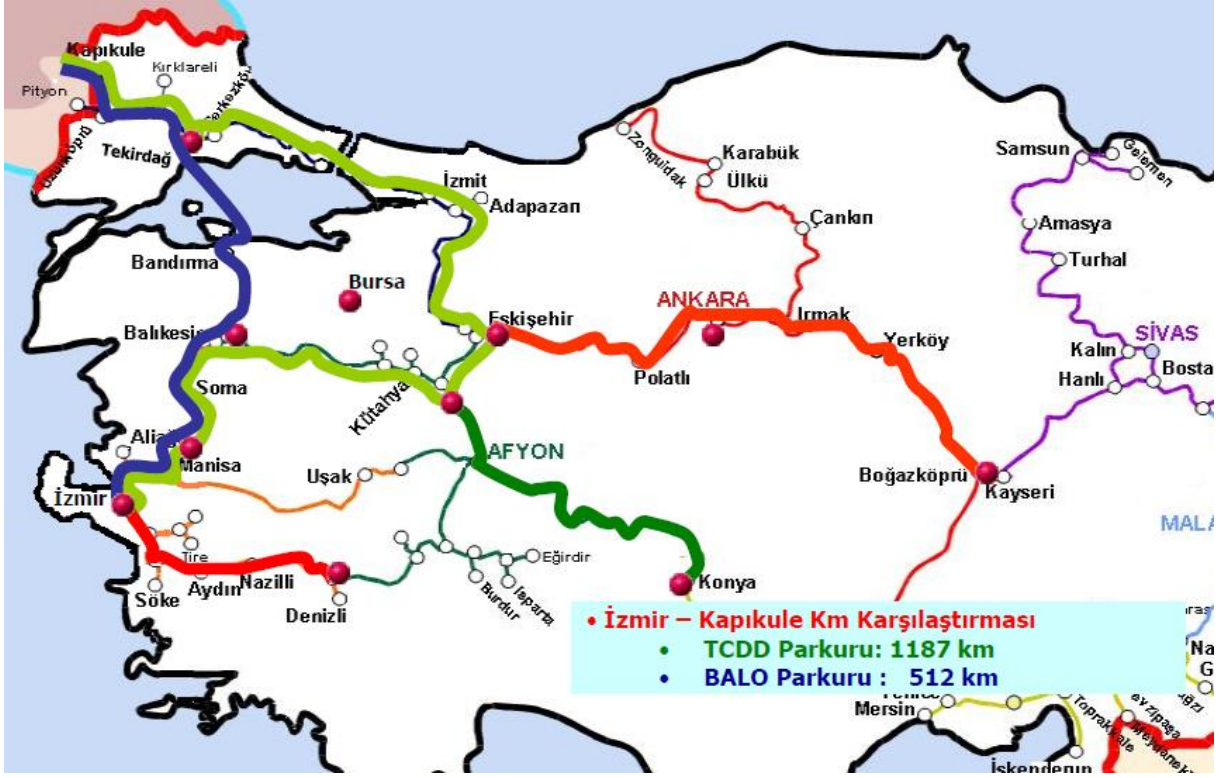 Kapıkule
Kırklareli
Pityon
Uzunköprü
Çerkezköy
Tekirdağ
İzmit
Adapazarı
Bandırma
Bursa
Balıkesir
Eskişehir
Soma
Kütahya
Aliağ
Manisa
Uşak
AFYON
İzmir
Tire
Aydın
Nazilli
Söke
Denizli
Eğirdir
Isparta
Burdur
Konya
Zonguldak
Karabük
Ülkü
Çankırı
ANKARA
Irmak
Polatlı
Yerköy
Boğazköprü
Kayseri
Samsun
Gelemen
Amasya
Turhal
SİVAS
Kalın
Hanlı
Bosta
MALA
• İzmir – Kapıkule Km Karşılaştırması
• TCDD Parkuru: 1187 km
• BALO Parkuru : 512 km
Mersin
Toprakkale
İskenderun